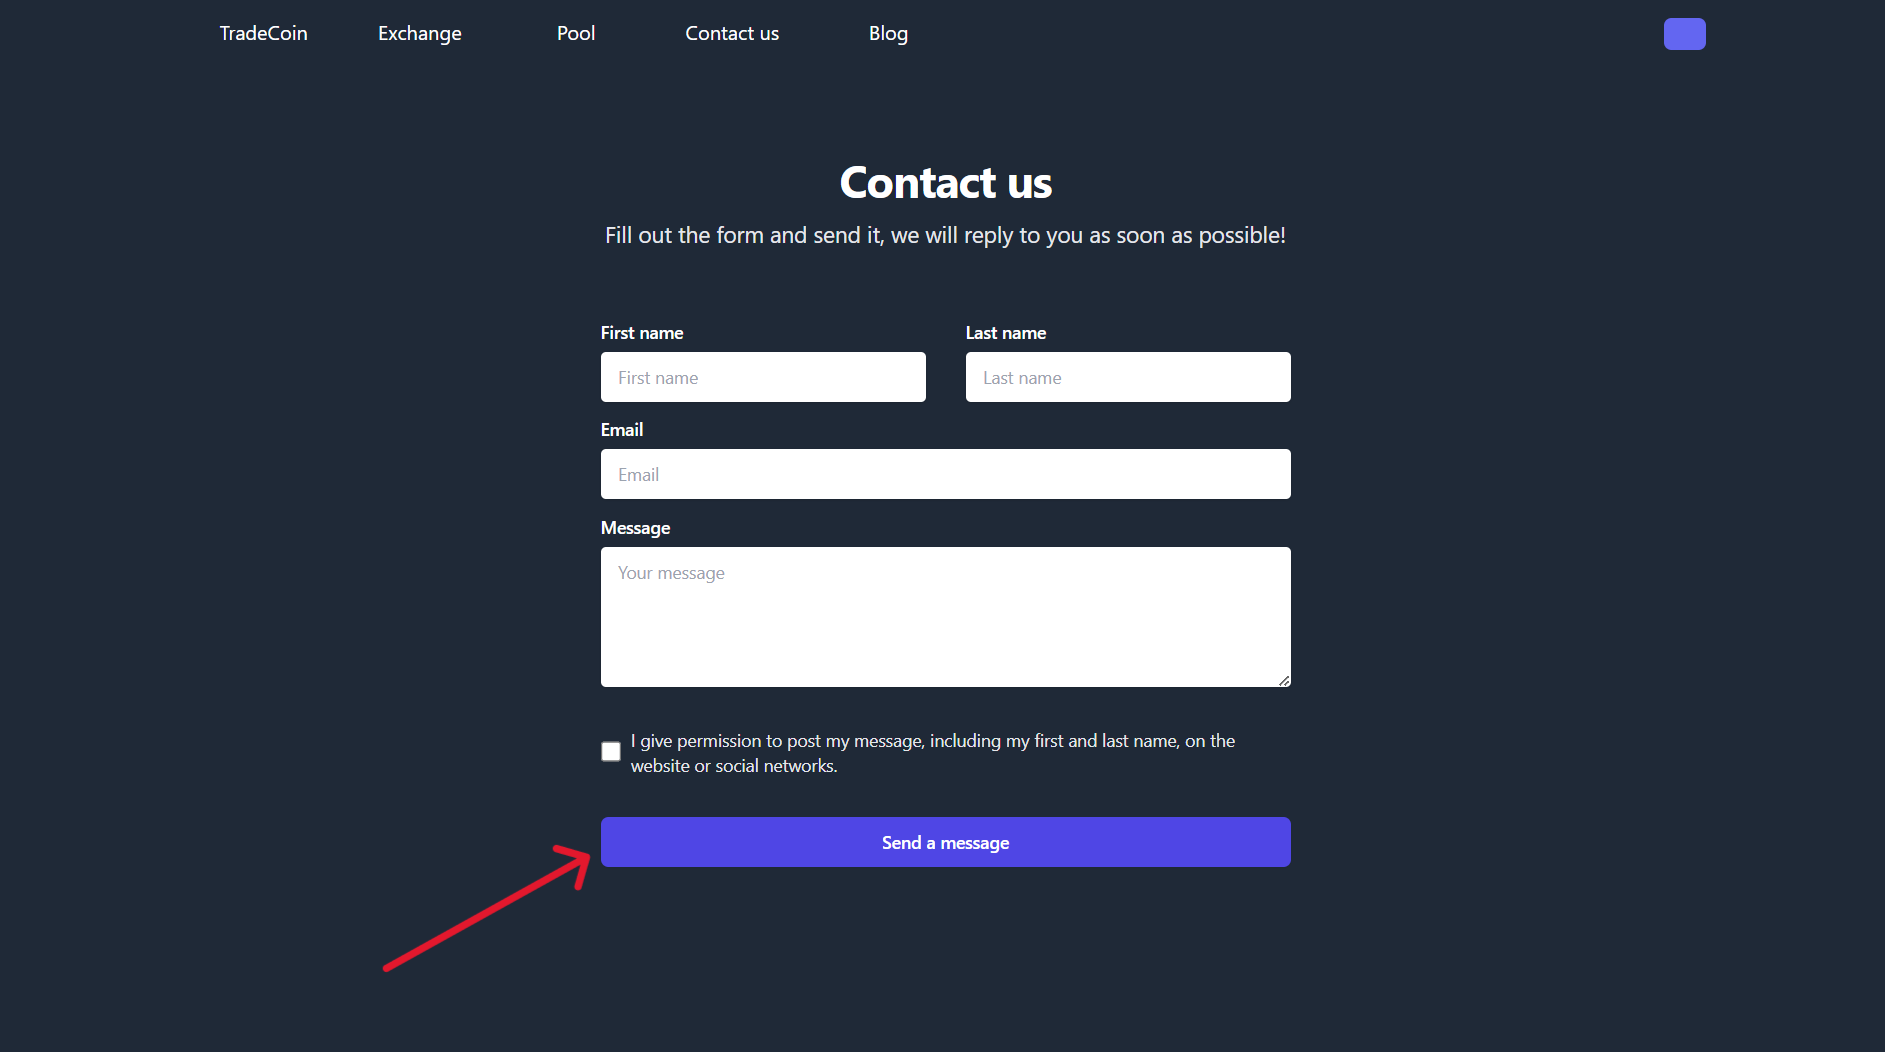 TradeCoin Exchange Pool Contact us Blog
Contact us
Fill out the form and send it, we will reply to you as soon as possible!
First name Last name
First name Last name
Email
Email
Message
Your message
I give permission to post my message, including my first and last name, on the
website or social networks.
Send a message